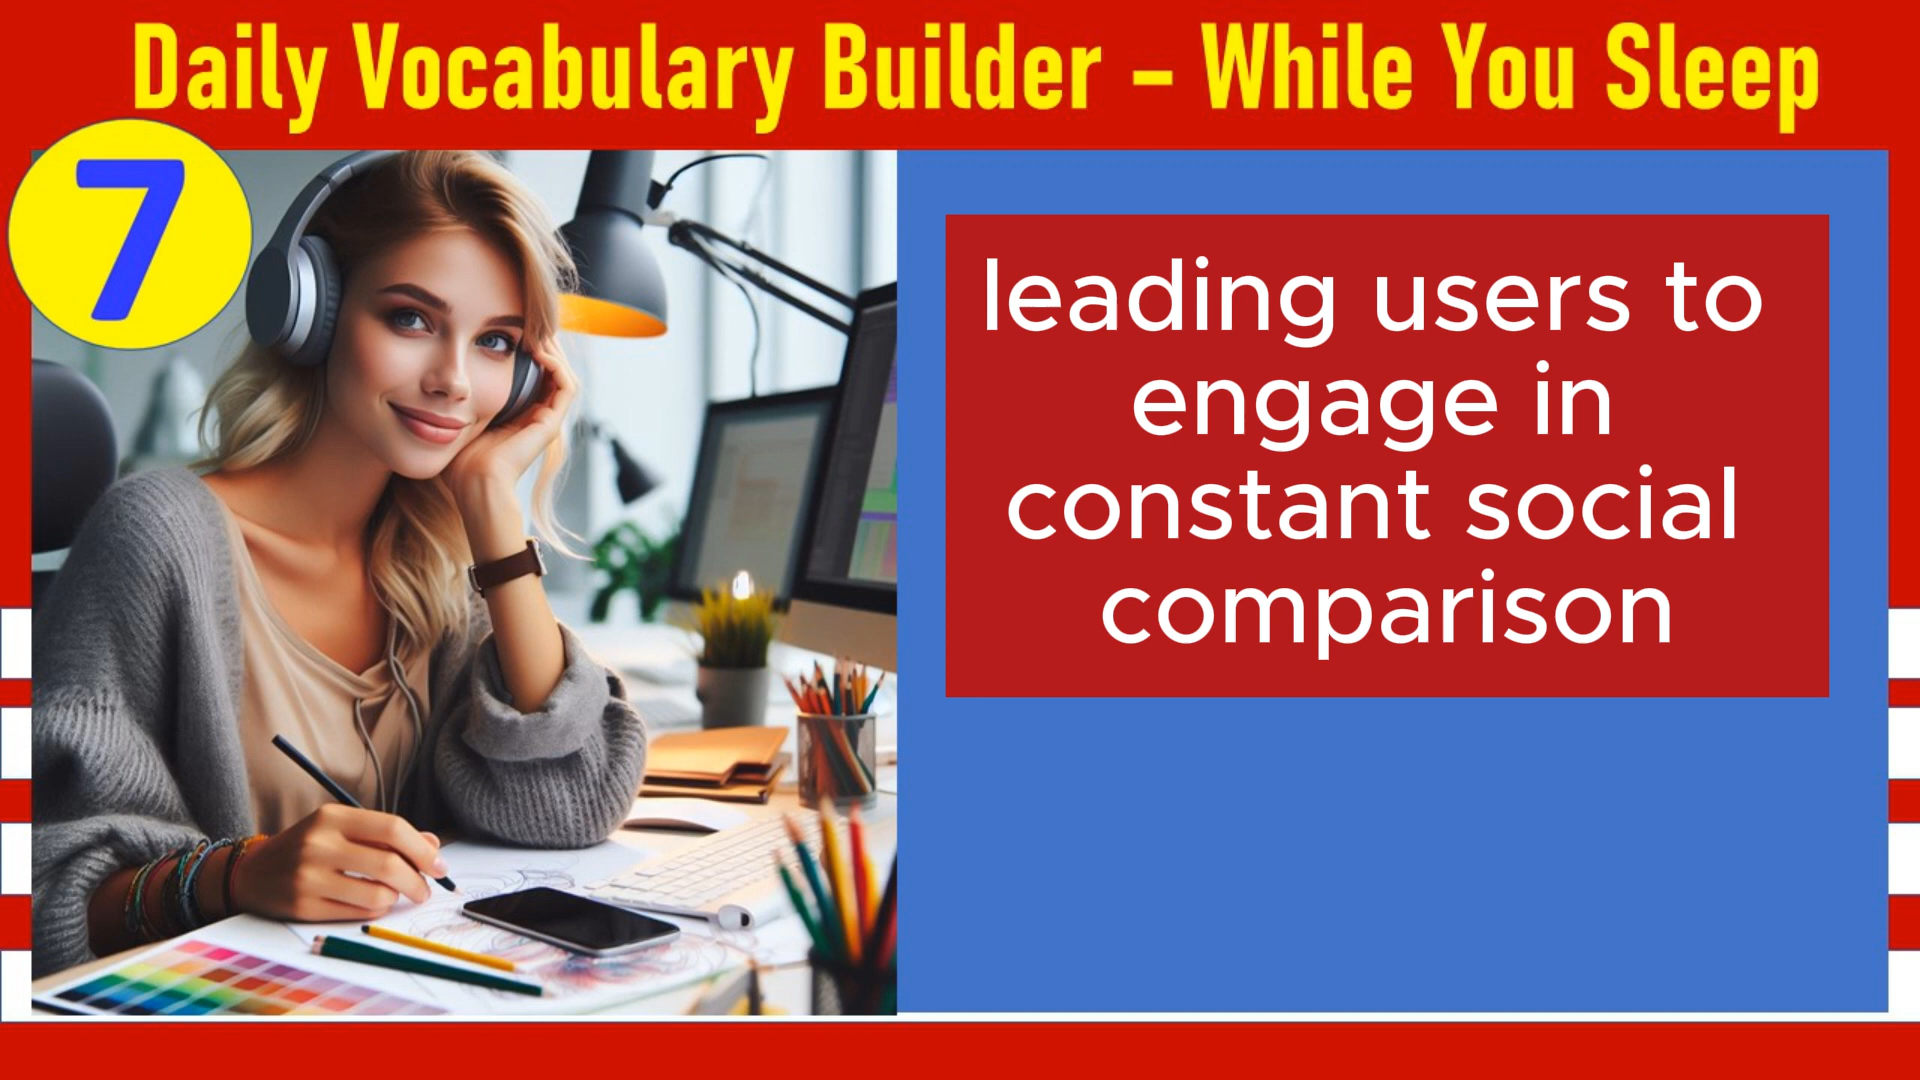 Daily Vocabulary Builder – While You Sleep
7
leading users to
engage in
constant social
comparison